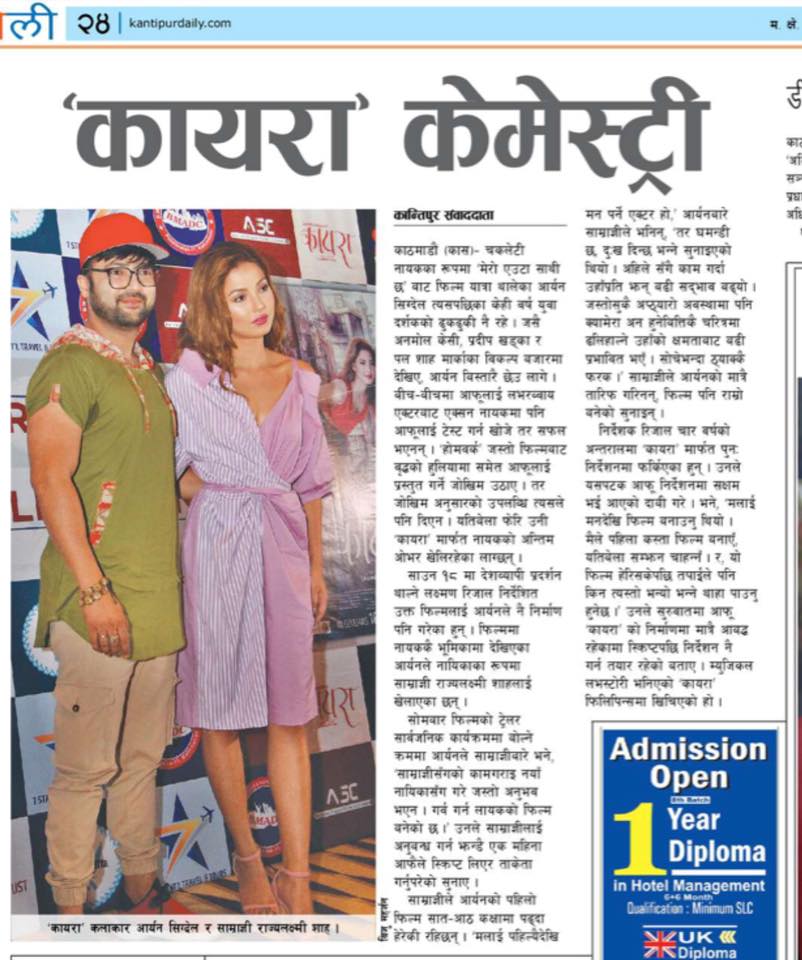 ली २४ kantipurdaily.com म. क्षे.
‘कायरा’ केमेस्ट्री
कान्तिपुर संवाददाता
काठमाडौं (कास)- चकलेटी
नायकका रूपमा ‘मेरो एउटा साथी
छ’ बाट फिल्म यात्रा थालेका आर्यन
सिग्देल त्यसपछिका केही वर्ष युवा
दर्शकको ढुकढुकी नै रहे । जसै
अनमोल केसी, प्रदीप खड्का र
पल शाह मार्काका विकल्प बजारमा
देखिए, आर्यन बिस्तारै छेउ लागे ।
बीच-बीचमा आफूलाई लभरब्वाय
एक्टरबाट एक्सन नायकमा पनि
आफूलाई टेस्ट गर्न खोजे तर सफल
भएनन् । ‘होमवर्क’ जस्तो फिल्मबाट
बृद्धको हुलियामा समेत आफूलाई
प्रस्तुत गर्ने जोखिम उठाए । तर
जोखिम अनुसारको उपलब्धि त्यसले
पनि दिएन । यतिबेला फेरि उनी
‘कायरा’ मार्फत नायकको अन्तिम
ओभर खेलिरहेका लाग्छन् ।
साउन १८ मा देशव्यापी प्रदर्शन
थाल्ने लक्ष्मण रिजाल निर्देशित
उक्त फिल्मलाई आर्यनले नै निर्माण
पनि गरेका हुन् । फिल्ममा
नायककै भूमिकामा देखिएका
आर्यनले नायिकाका रूपमा
साम्राज्ञी राज्यलक्ष्मी शाहलाई
खेलाएका छन् ।
सोमबार फिल्मको ट्रेलर
सार्वजनिक कार्यक्रममा बोल्ने
क्रममा आर्यनले साम्राज्ञीबारे भने,
‘साम्राज्ञीसँगको कामगराइ नयाँ
नायिकासँग गरे जस्तो अनुभव
भएन । गर्व गर्न लायकको फिल्म
बनेको छ ।’ उनले साम्राज्ञीलाई
अनुबन्ध गर्न झन्डै एक महिना
आफैले स्क्रिप्ट लिएर ताकेता
गर्नुपरेको सुनाए ।
साम्राज्ञीले आर्यनको पहिलो
फिल्म सात-आठ कक्षामा पढ्दा
हेरेकी रहिछन् । ‘मलाई पहिल्यैदेखि
मन पर्ने एक्टर हो,’ आर्यनबारे
साम्राज्ञीले भनिन्, ‘तर घमन्डी
छ, दुःख दिन्छ भन्ने सुनाइएको
थियो । अहिले सँगै काम गर्दा
उहाँप्रति झन् बढी सद्भाव बढ्यो ।
जस्तोसुकै अप्ठ्यारो अवस्थामा पनि
क्यामेरा अन हुनेबित्तिकै चरित्रमा
ढलिहाल्ने उहाँको क्षमताबाट बढी
प्रभावित भएँ । सोचेभन्दा ठ्याक्कै
फरक ।’ साम्राज्ञीले आर्यनको मात्रै
तारिफ गरिनन्, फिल्म पनि राम्रो
बनेको सुनाइन् ।
निर्देशक रिजाल चार वर्षको
अन्तरालमा ‘कायरा’ मार्फत पुनः
निर्देशनमा फर्किएका हुन् । उनले
यसपटक आफू निर्देशनमा सक्षम
भई आएको दाबी गरे । भने, ‘मलाई
मनदेखि फिल्म बनाउनु थियो ।
मैले पहिला कस्ता फिल्म बनाएँ,
यतिबेला सम्झन चाहन्नँ । र, यो
फिल्म हेरिसकेपछि तपाईंले पनि
किन त्यस्तो भन्यो भन्ने थाहा पाउनु
हुनेछ ।’ उनले सुरुवातमा आफू
‘कायरा’ को निर्माणमा मात्रै आबद्ध
रहेकामा स्क्रिप्टपछि निर्देशन नै
गर्न तयार रहेको बताए । म्युजिकल
लभस्टोरी भनिएको ‘कायरा’
फिलिपिन्समा खिचिएको हो ।
BMADC
ASC
कायरा
‘कायरा’ कलाकार आर्यन सिग्देल र साम्राज्ञी राज्यलक्ष्मी शाह ।
Admission
Open
8th Batch
1 Year
Diploma
in Hotel Management
6+6 Month
Qualification : Minimum SLC
UK
Diploma